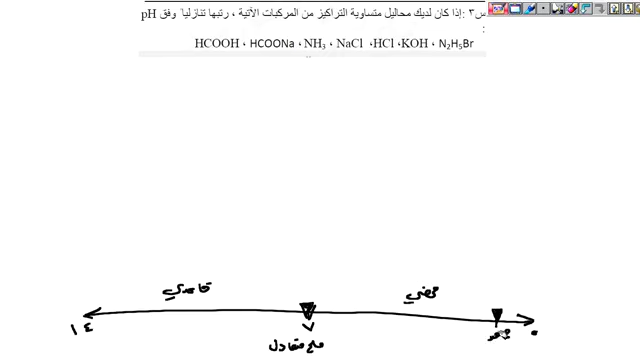 س٣ :إذا كان لديك محاليل متساوية التراكيز من المركبات الآتية ، رتبها تنازلياً وفق pH
:
HCOOH ، HCOONa ، NH₃ ، NaCl ،HCl ،KOH ، N₂H₅Br
قاعدي حمضي
١٤ ٧ ٠
ملح متعادل